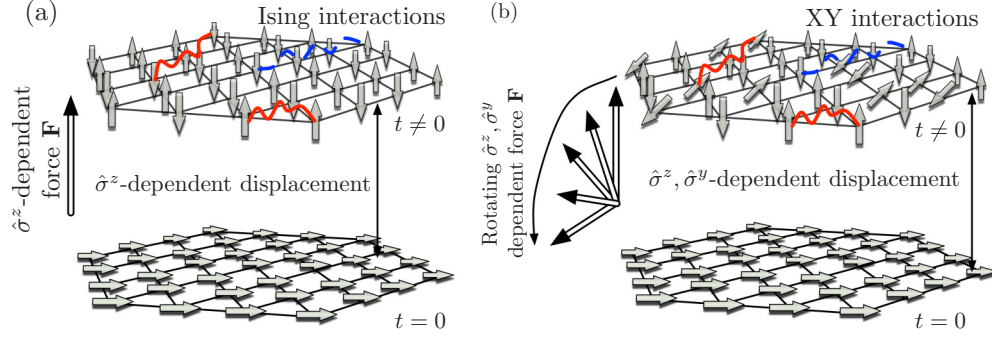 (a)
Ising interactions
σ̂ᶻ-dependent
force F
t ≠ 0
σ̂ᶻ-dependent displacement
t = 0
(b)
XY interactions
Rotating σ̂ᶻ, σ̂ʸ
dependent force F
t ≠ 0
σ̂ᶻ, σ̂ʸ-dependent displacement
t = 0